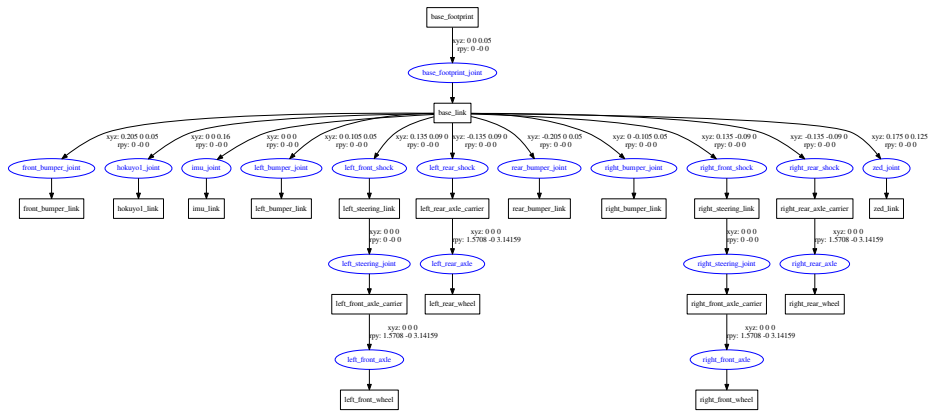 base_footprint
xyz: 0 0 0.05
rpy: 0 -0 0
base_footprint_joint
base_link
xyz: 0.205 0 0.05
rpy: 0 -0 0
xyz: 0 0 0.16
rpy: 0 -0 0
xyz: 0 0 0
rpy: 0 -0 0
xyz: 0 0.105 0.05
rpy: 0 -0 0
xyz: 0.135 0.09 0
rpy: 0 -0 0
xyz: -0.135 0.09 0
rpy: 0 -0 0
xyz: -0.205 0 0.05
rpy: 0 -0 0
xyz: 0 -0.105 0.05
rpy: 0 -0 0
xyz: 0.135 -0.09 0
rpy: 0 -0 0
xyz: -0.135 -0.09 0
rpy: 0 -0 0
xyz: 0.175 0 0.125
rpy: 0 -0 0
front_bumper_joint
hokuyo1_joint
imu_joint
left_bumper_joint
left_front_shock
left_rear_shock
rear_bumper_joint
right_bumper_joint
right_front_shock
right_rear_shock
zed_joint
front_bumper_link
hokuyo1_link
imu_link
left_bumper_link
left_steering_link
left_rear_axle_carrier
rear_bumper_link
right_bumper_link
right_steering_link
right_rear_axle_carrier
zed_link
xyz: 0 0 0
rpy: 0 -0 0
xyz: 0 0 0
rpy: 1.5708 -0 3.14159
xyz: 0 0 0
rpy: 0 -0 0
xyz: 0 0 0
rpy: 1.5708 -0 3.14159
left_steering_joint
left_rear_axle
right_steering_joint
right_rear_axle
left_front_axle_carrier
left_rear_wheel
right_front_axle_carrier
right_rear_wheel
xyz: 0 0 0
rpy: 1.5708 -0 3.14159
xyz: 0 0 0
rpy: 1.5708 -0 3.14159
left_front_axle
right_front_axle
left_front_wheel
right_front_wheel